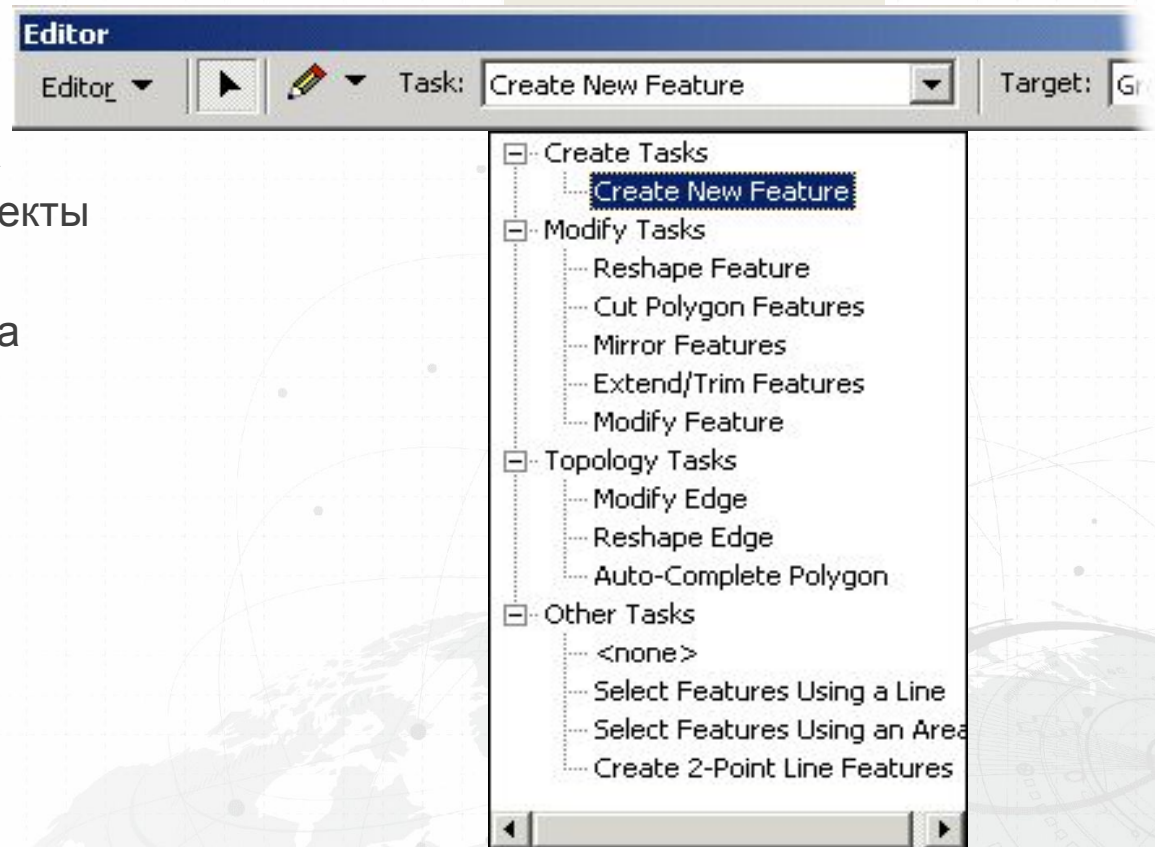 Editor
Editor Task: Create New Feature Target:
Create Tasks
Create New Feature
Modify Tasks
Reshape Feature
Cut Polygon Features
Mirror Features
Extend/Trim Features
Modify Feature
Topology Tasks
Modify Edge
Reshape Edge
Auto-Complete Polygon
Other Tasks
<none>
Select Features Using a Line
Select Features Using an Area
Create 2-Point Line Features
екты
а